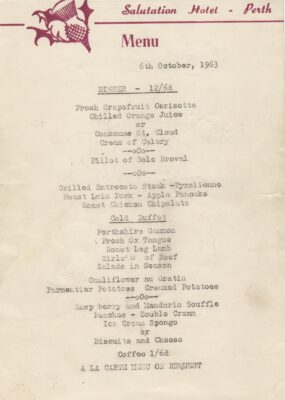 Salutation Hotel - Perth
Menu
6th October, 1963
DINNER - 12/6d
Fresh Grapefruit Cerisette
Chilled Orange Juice
or
Consomme St. Cloud
Cream of Celery
---oOo---
Fillet of Sole Breval
---oOo---
Grilled Entrecote Steak -Tyrolienne
Roast Loin Pork - Apple Pancake
Roast Chicken Chipolata
Cold Buffet
Perthshire Gammon
Fresh Ox Tongue
Roast Leg Lamb
Sirloin of Beef
Salads in Season
Cauliflower au Gratin
Parmentier Potatoes Creamed Potatoes
---oOo---
Raspberry and Mandarin Souffle
Peaches - Double Cream
Ice Cream Sponge
or
Biscuits and Cheese
Coffee 1/6d
A LA CARTE MENU ON REQUEST